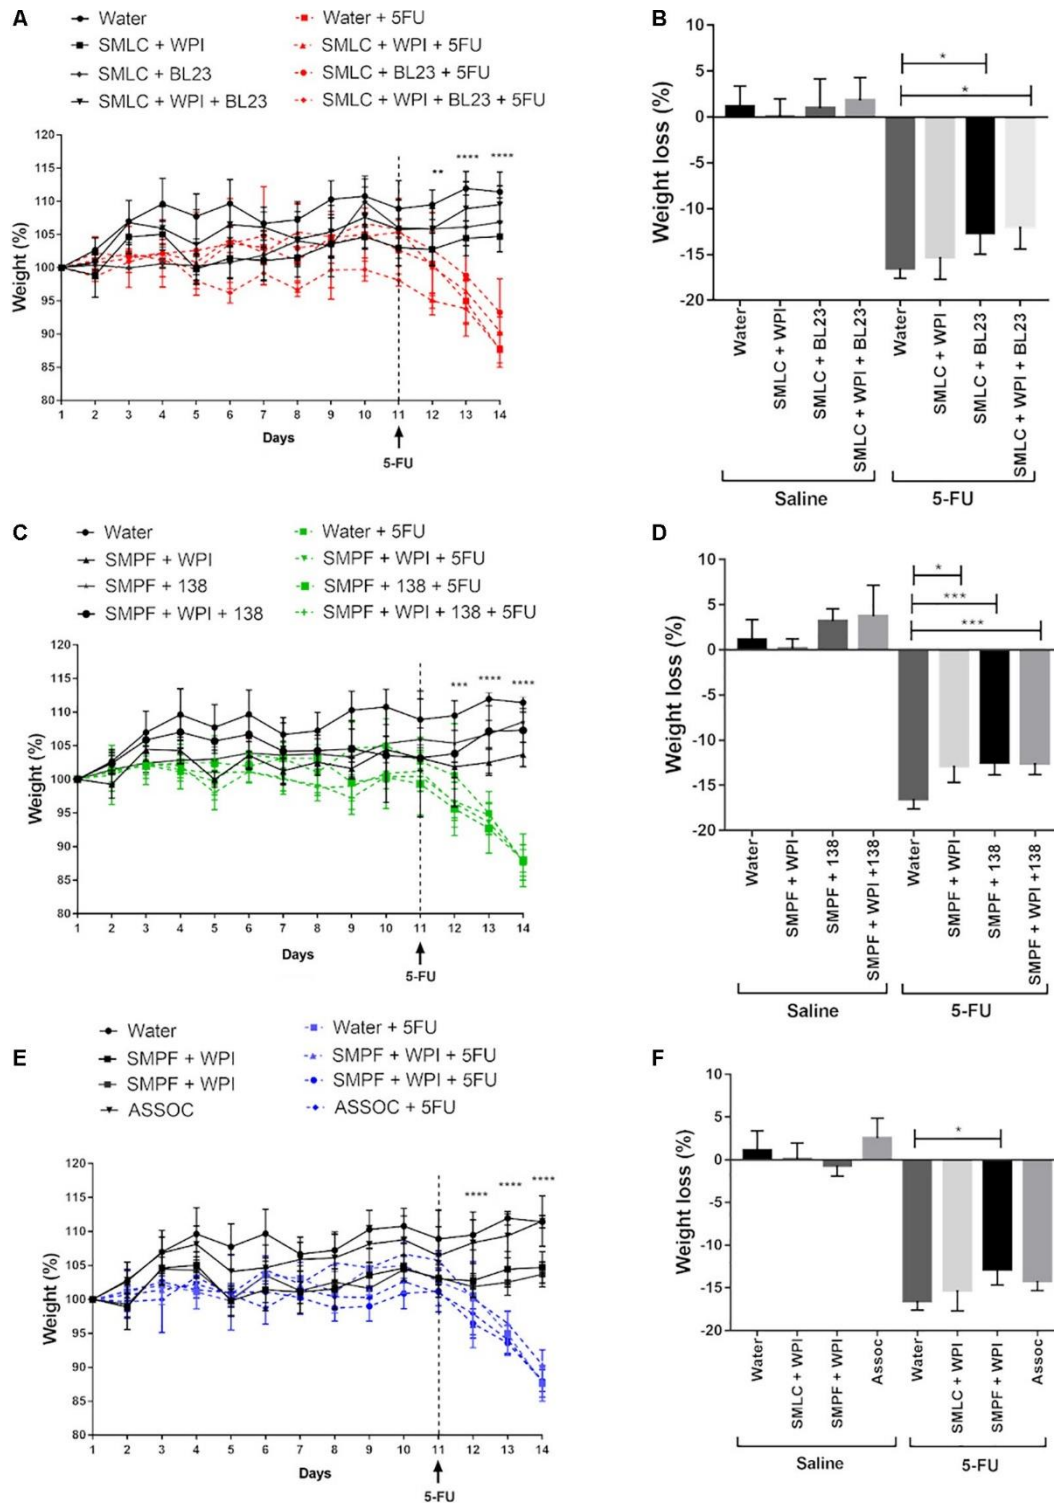 A
Water
SMLC + WPI
SMLC + BL23
SMLC + WPI + BL23
Water + 5FU
SMLC + WPI + 5FU
SMLC + BL23 + 5FU
SMLC + WPI + BL23 + 5FU
Weight (%)
120
115
110
105
100
95
90
85
80
** **** ****
1 2 3 4 5 6 7 8 9 10 11 12 13 14
Days
5-FU
B
Weight loss (%)
10
5
0
-5
-10
-15
-20
*
*
Water
SMLC + WPI
SMLC + BL23
SMLC + WPI + BL23
Water
SMLC + WPI
SMLC + BL23
SMLC + WPI + BL23
Saline
5-FU
C
Water
SMPF + WPI
SMPF + 138
SMPF + WPI + 138
Water + 5FU
SMPF + WPI + 5FU
SMPF + 138 + 5FU
SMPF + WPI + 138 + 5FU
Weight (%)
120
115
110
105
100
95
90
85
80
*** **** ****
1 2 3 4 5 6 7 8 9 10 11 12 13 14
Days
5-FU
D
Weight loss (%)
10
5
0
-5
-10
-15
-20
*
***
***
Water
SMPF + WPI
SMPF + 138
SMPF + WPI +138
Water
SMPF + WPI
SMPF + 138
SMPF + WPI +138
Saline
5-FU
E
Water
SMPF + WPI
SMPF + WPI
ASSOC
Water + 5FU
SMPF + WPI + 5FU
SMPF + WPI + 5FU
ASSOC + 5FU
Weight (%)
120
115
110
105
100
95
90
85
80
**** **** ****
1 2 3 4 5 6 7 8 9 10 11 12 13 14
Days
5-FU
F
Weight loss (%)
10
5
0
-5
-10
-15
-20
*
Water
SMLC + WPI
SMPF + WPI
Assoc
Water
SMLC + WPI
SMPF + WPI
Assoc
Saline
5-FU